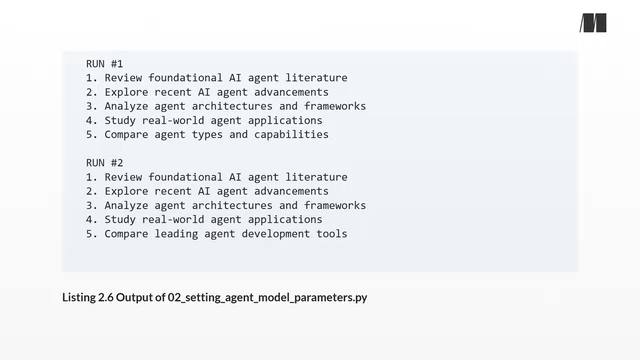 RUN #1
1. Review foundational AI agent literature
2. Explore recent AI agent advancements
3. Analyze agent architectures and frameworks
4. Study real-world agent applications
5. Compare agent types and capabilities
RUN #2
1. Review foundational AI agent literature
2. Explore recent AI agent advancements
3. Analyze agent architectures and frameworks
4. Study real-world agent applications
5. Compare leading agent development tools
Listing 2.6 Output of 02_setting_agent_model_parameters.py